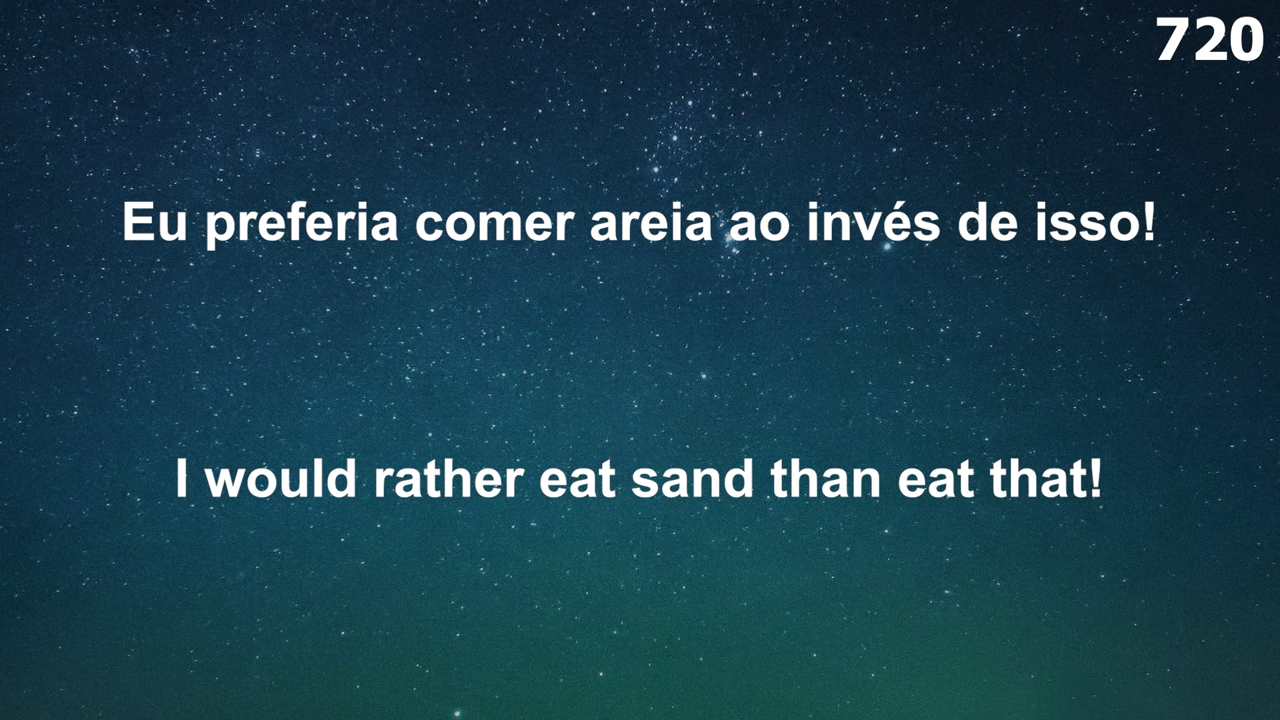 720
Eu preferia comer areia ao invés de isso!
I would rather eat sand than eat that!